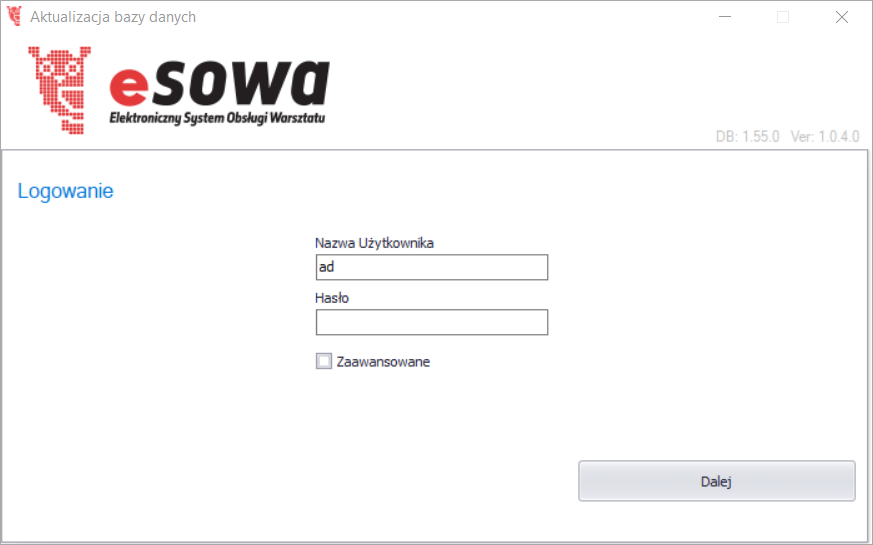 Aktualizacja bazy danych
eSOWA
Elektroniczny System Obsługi Warsztatu
DB: 1.55.0 Ver: 1.0.4.0
Logowanie
Nazwa Użytkownika
ad
Hasło
Zaawansowane
Dalej